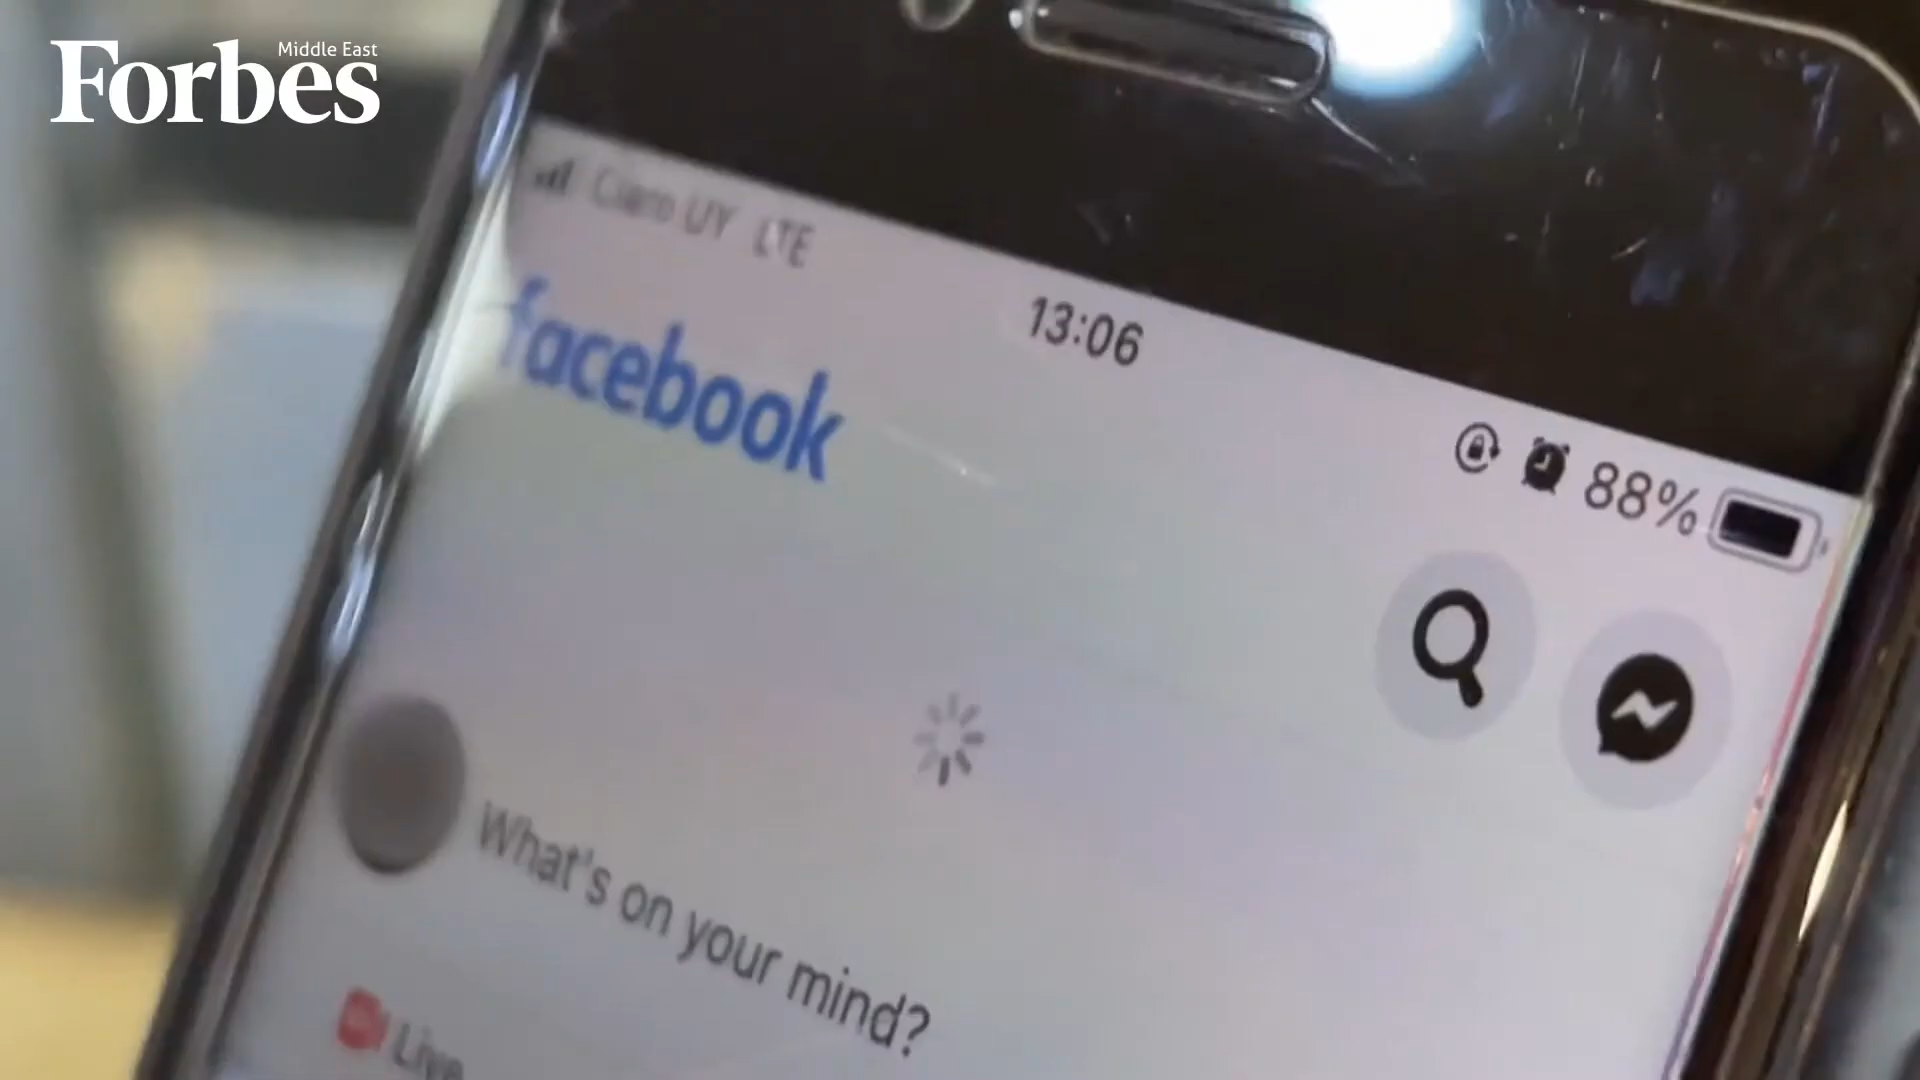 Middle East
Forbes
Claro UY LTE
13:06
88%
facebook
What's on your mind?
Live